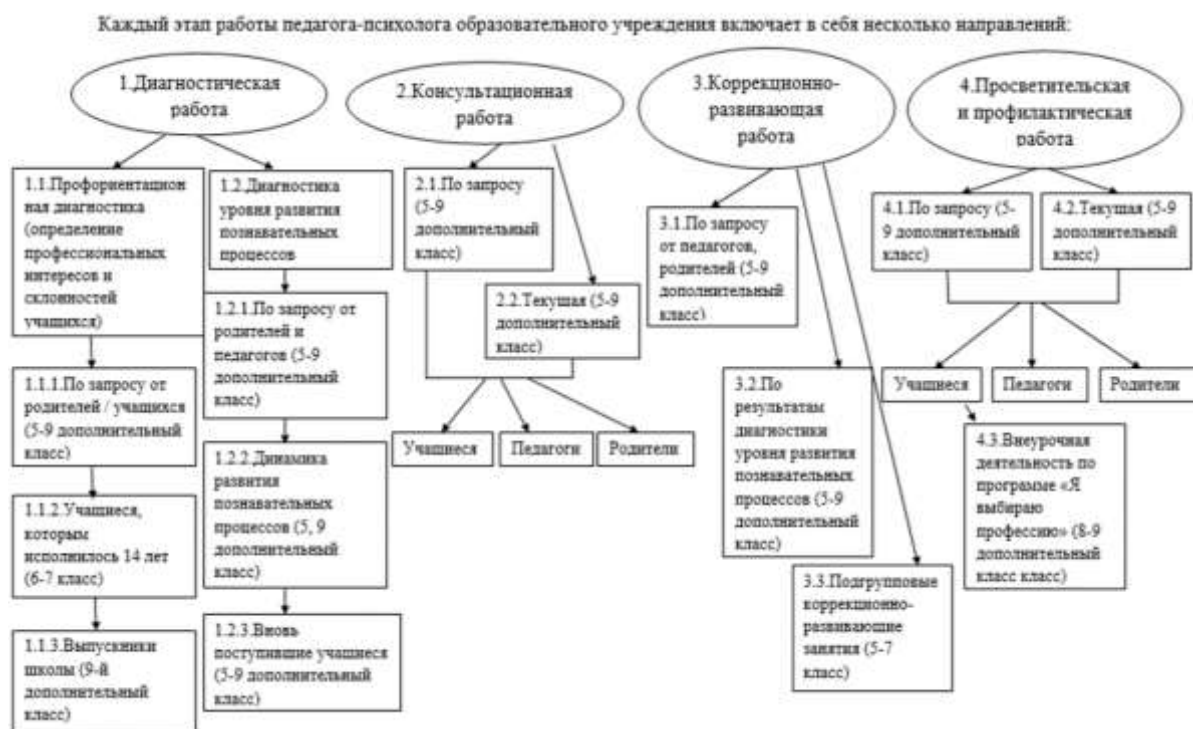 Каждый этап работы педагога-психолога образовательного учреждения включает в себя несколько направлений:
1.Диагностическая
работа
2.Консультационная
работа
3.Коррекционно-
развивающая
работа
4.Просветительская
и профилактическая
работа
1.1.Профориентацион
ная диагностика
(определение
профессиональных
интересов и
склонностей
учащихся)
1.1.1.По запросу от
родителей / учащихся
(5-9 дополнительный
класс)
1.1.2.Учащиеся,
которым
исполнилось 14 лет
(6-7 класс)
1.1.3.Выпускники
школы (9-й
дополнительный
класс)
1.2.Диагностика
уровня развития
познавательных
процессов
1.2.1.По запросу от
родителей и
педагогов (5-9
дополнительный
класс)
1.2.2.Динамика
развития
познавательных
процессов (5, 9
дополнительный
класс)
1.2.3.Вновь
поступившие учащиеся
(5-9 дополнительный
класс)
2.1.По запросу
(5-9
дополнительный
класс)
2.2.Текущая (5-9
дополнительный
класс)
Учащиеся
Педагоги
Родители
3.1.По запросу
от педагогов,
родителей (5-9
дополнительный
класс)
3.2.По
результатам
диагностики
уровня развития
познавательных
процессов (5-9
дополнительный
класс)
3.3.Подгрупповые
коррекционно-
развивающие
занятия (5-7
класс)
4.1.По запросу (5-
9 дополнительный
класс)
4.2.Текущая (5-9
дополнительный
класс)
Учащиеся
Педагоги
Родители
4.3.Внеурочная
деятельность по
программе «Я
выбираю
профессию» (8-9
дополнительный
класс класс)